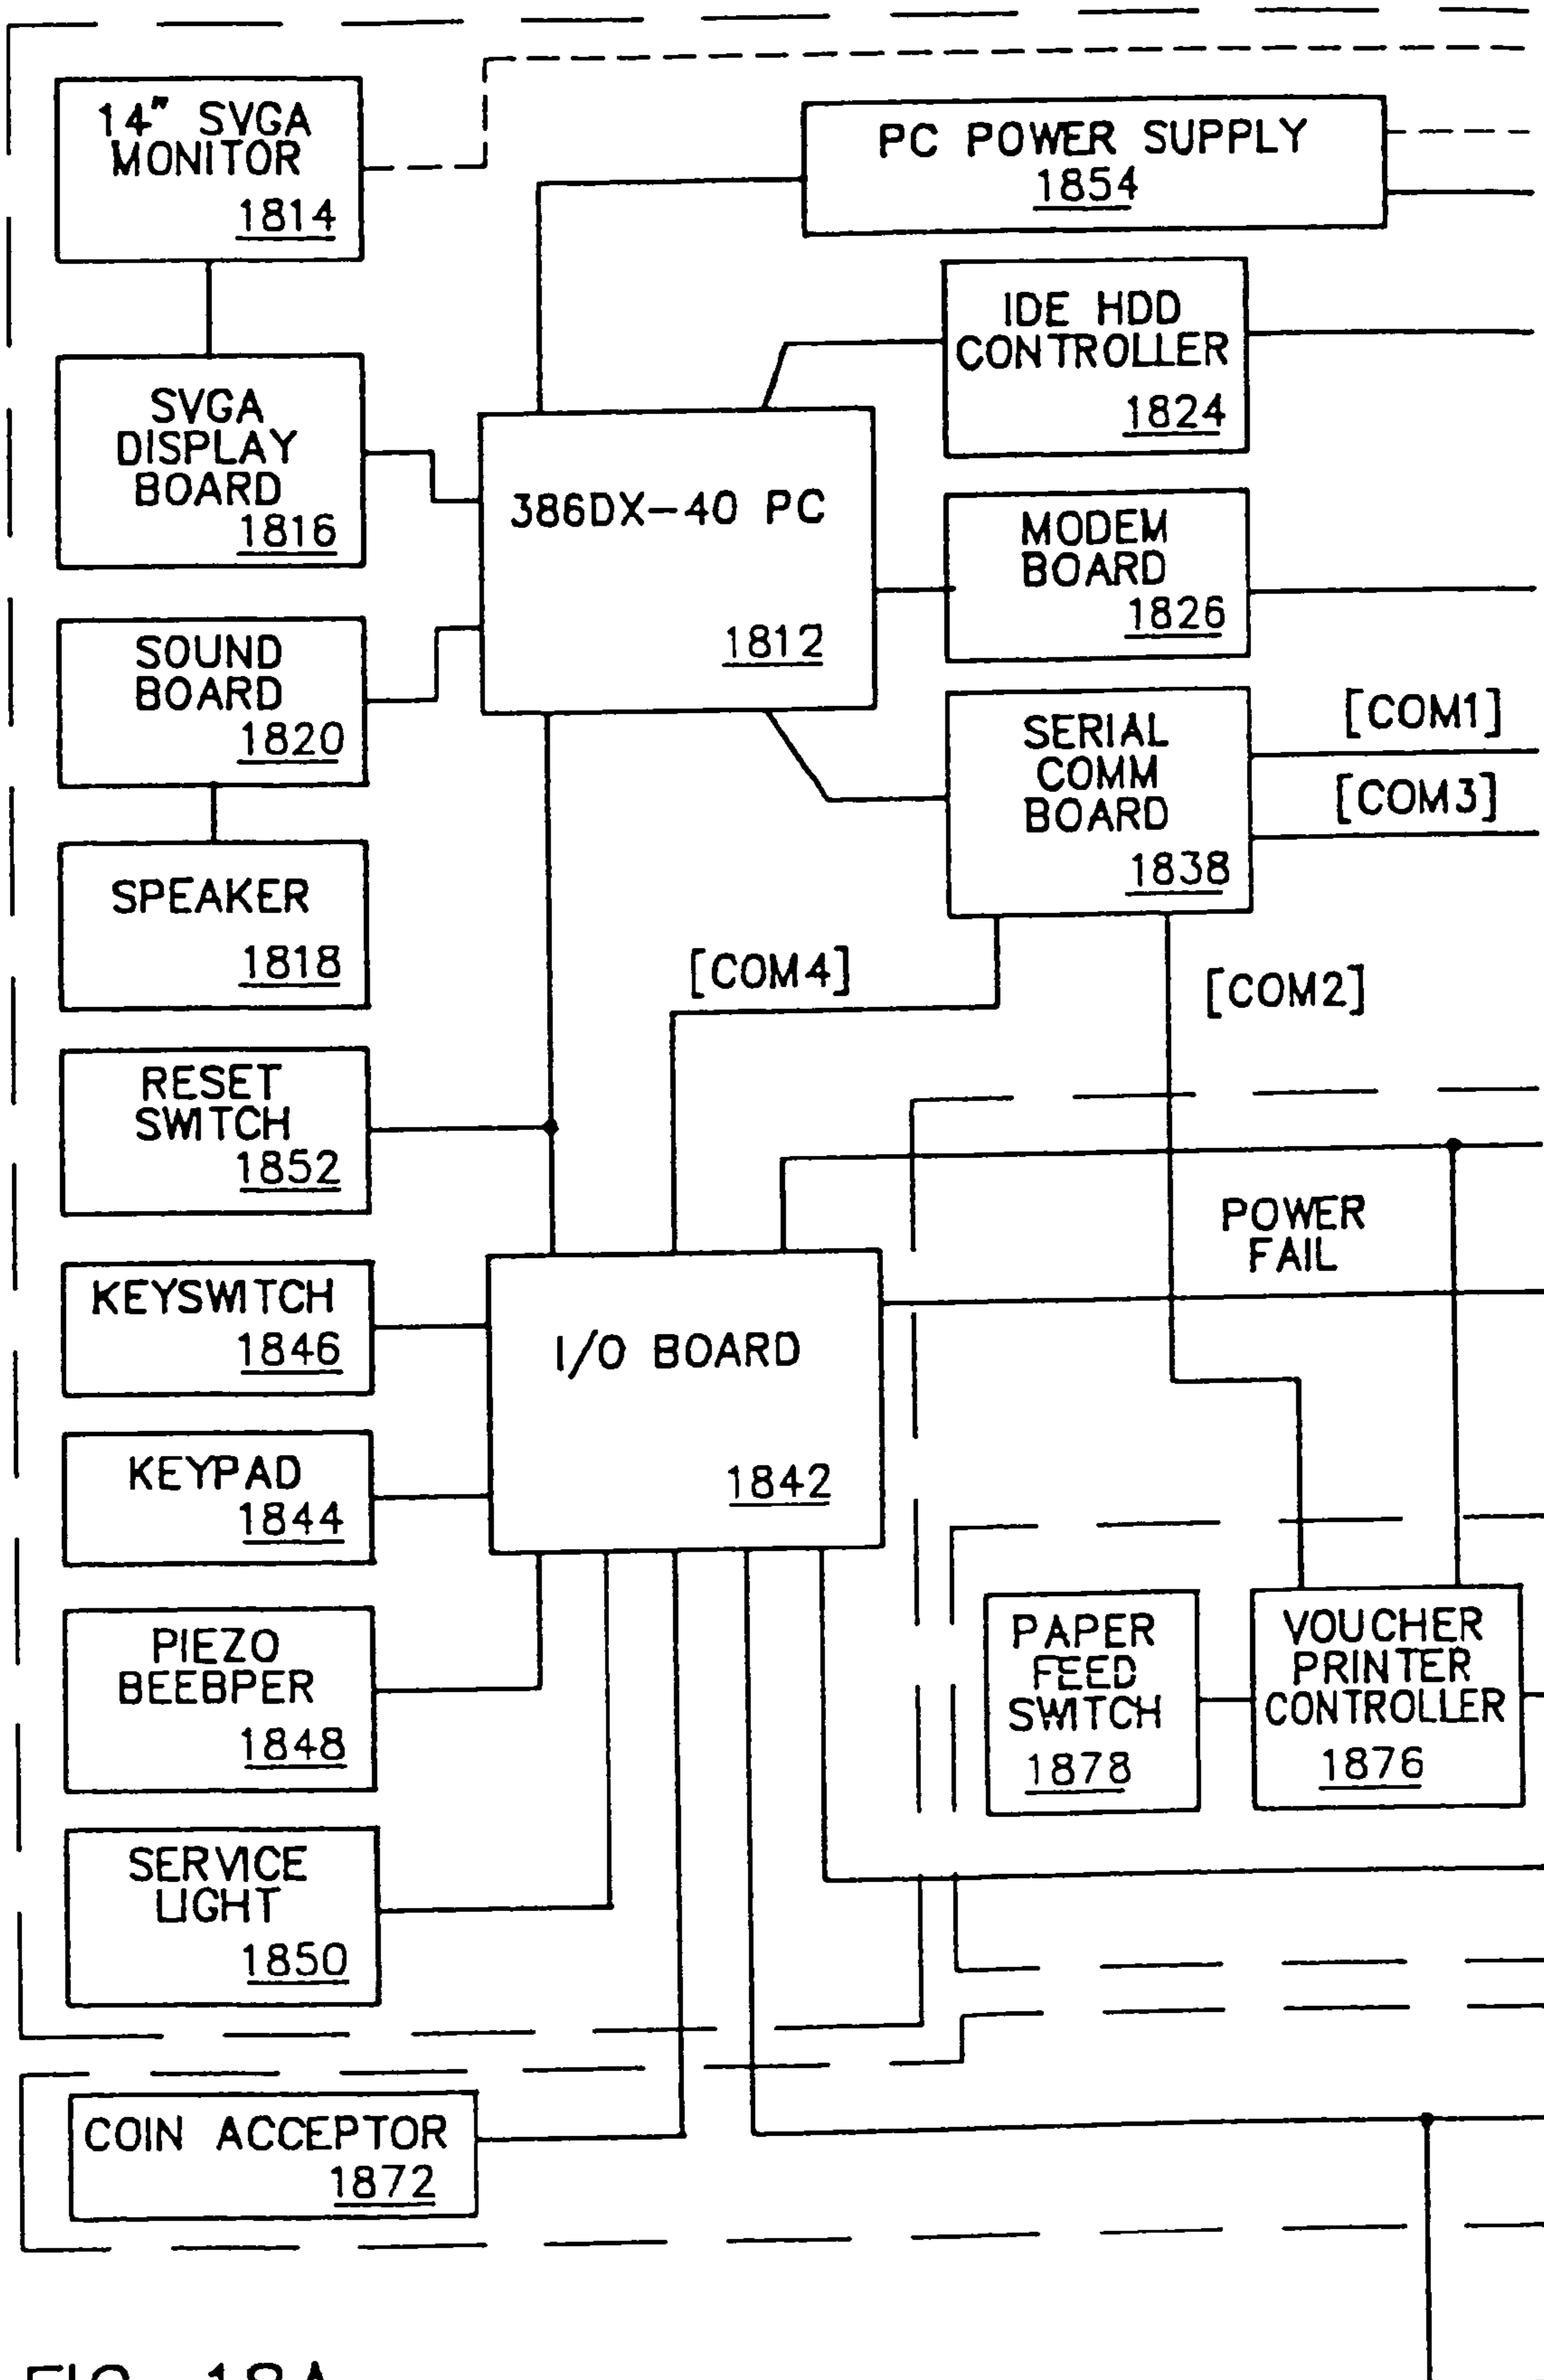 14" SVGA
MONITOR
1814
PC POWER SUPPLY
1854
IDE HDD
CONTROLLER
1824
SVGA
DISPLAY
BOARD
1816
386DX-40 PC
1812
MODEM
BOARD
1826
SOUND
BOARD
1820
SERIAL
COMM
BOARD
1838
[COM1]
[COM3]
SPEAKER
1818
[COM4]
[COM2]
RESET
SWITCH
1852
POWER
FAIL
KEYSWITCH
1846
I/O BOARD
1842
KEYPAD
1844
PIEZO
BEEBPER
1848
PAPER
FEED
SWITCH
1878
VOUCHER
PRINTER
CONTROLLER
1876
SERVICE
LIGHT
1850
COIN ACCEPTOR
1872
FIG. 18A